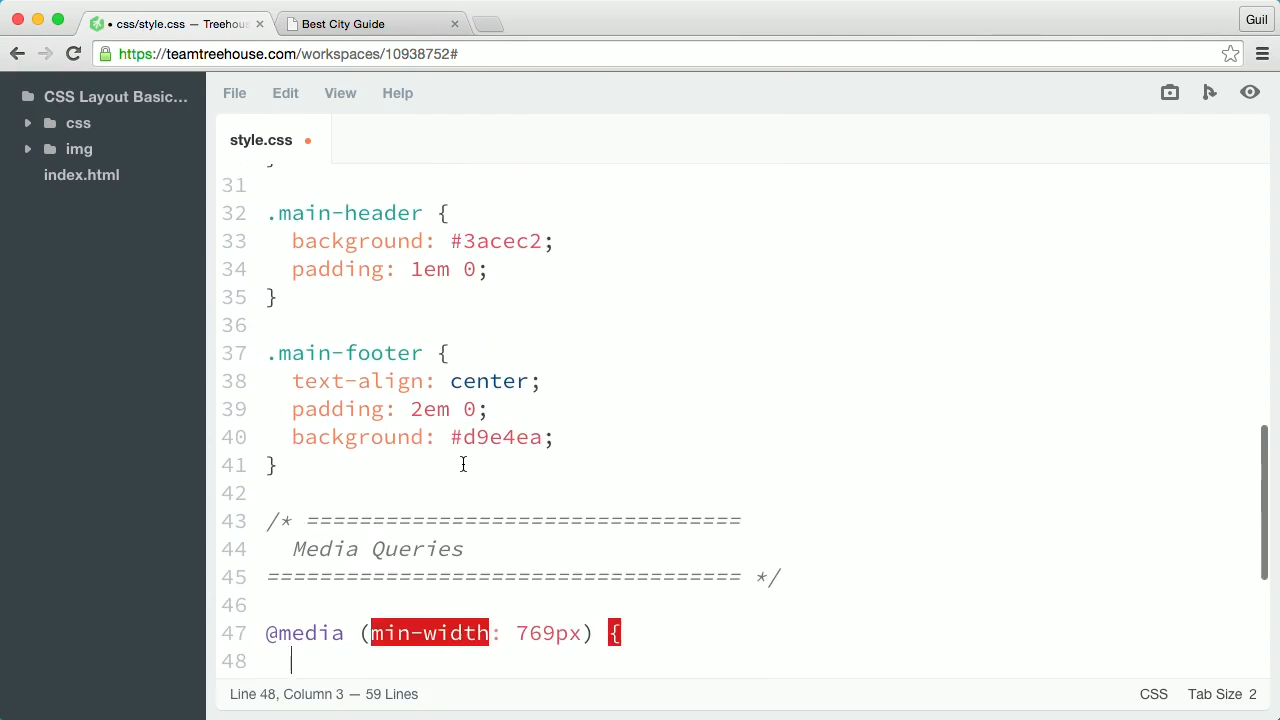 css/style.css — Treehous
Best City Guide
Guil
https://teamtreehouse.com/workspaces/10938752#
CSS Layout Basic...
css
img
index.html
File Edit View Help
style.css
}
31
32 .main-header {
33 background: #3acec2;
34 padding: 1em 0;
35 }
36
37 .main-footer {
38 text-align: center;
39 padding: 2em 0;
40 background: #d9e4ea;
41 }
42
43 /* =================================
44 Media Queries
45 ==================================== */
46
47 @media (min-width: 769px) {
48
Line 48, Column 3 — 59 Lines
CSS Tab Size 2